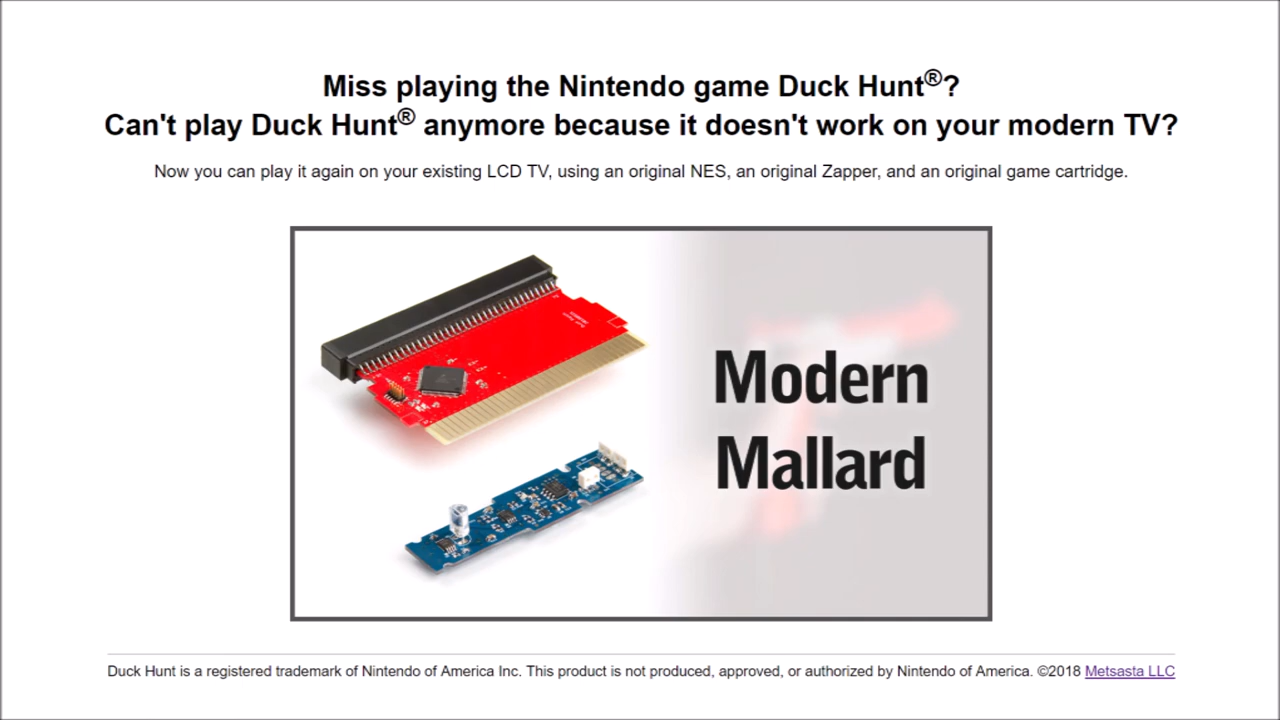 Miss playing the Nintendo game Duck Hunt®?
Can't play Duck Hunt® anymore because it doesn't work on your modern TV?
Now you can play it again on your existing LCD TV, using an original NES, an original Zapper, and an original game cartridge.
Modern
Mallard
Duck Hunt is a registered trademark of Nintendo of America Inc. This product is not produced, approved, or authorized by Nintendo of America. ©2018 Metsasta LLC